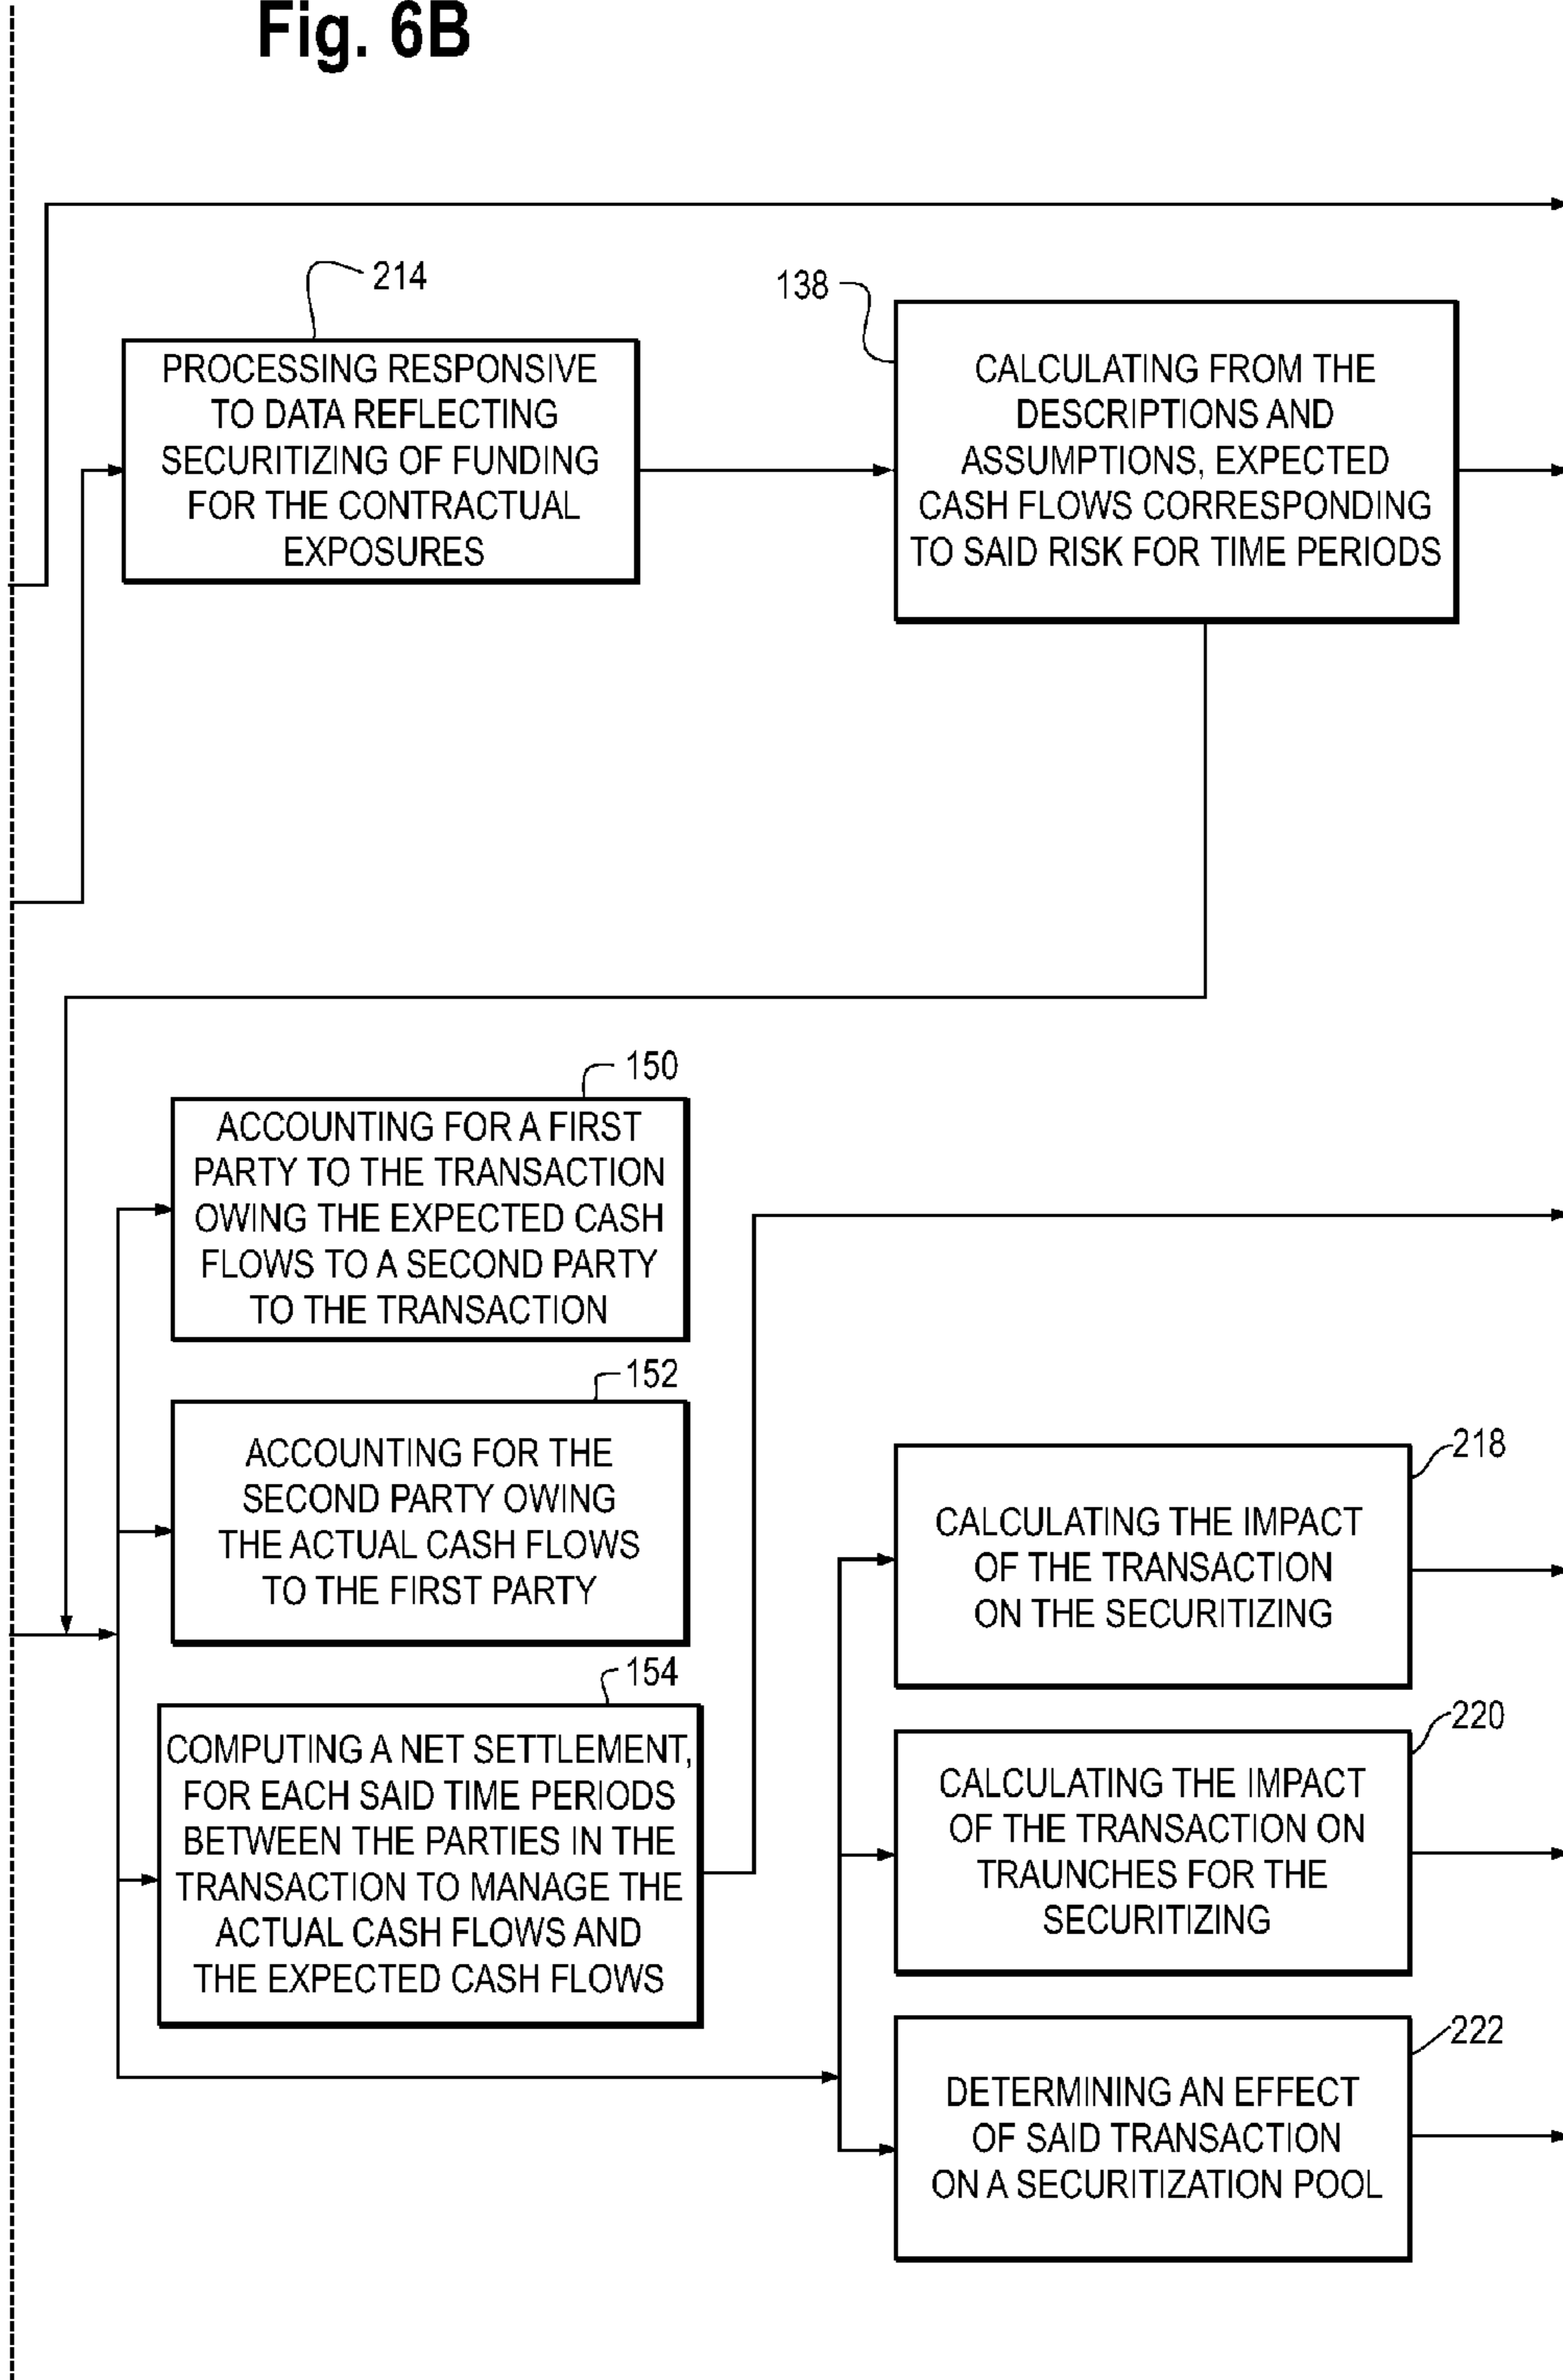 Fig. 6B
214
PROCESSING RESPONSIVE
TO DATA REFLECTING
SECURITIZING OF FUNDING
FOR THE CONTRACTUAL
EXPOSURES
138
CALCULATING FROM THE
DESCRIPTIONS AND
ASSUMPTIONS, EXPECTED
CASH FLOWS CORRESPONDING
TO SAID RISK FOR TIME PERIODS
150
ACCOUNTING FOR A FIRST
PARTY TO THE TRANSACTION
OWING THE EXPECTED CASH
FLOWS TO A SECOND PARTY
TO THE TRANSACTION
152
ACCOUNTING FOR THE
SECOND PARTY OWING
THE ACTUAL CASH FLOWS
TO THE FIRST PARTY
154
COMPUTING A NET SETTLEMENT,
FOR EACH SAID TIME PERIODS
BETWEEN THE PARTIES IN THE
TRANSACTION TO MANAGE THE
ACTUAL CASH FLOWS AND
THE EXPECTED CASH FLOWS
218
CALCULATING THE IMPACT
OF THE TRANSACTION
ON THE SECURITIZING
220
CALCULATING THE IMPACT
OF THE TRANSACTION ON
TRAUNCHES FOR THE
SECURITIZING
222
DETERMINING AN EFFECT
OF SAID TRANSACTION
ON A SECURITIZATION POOL